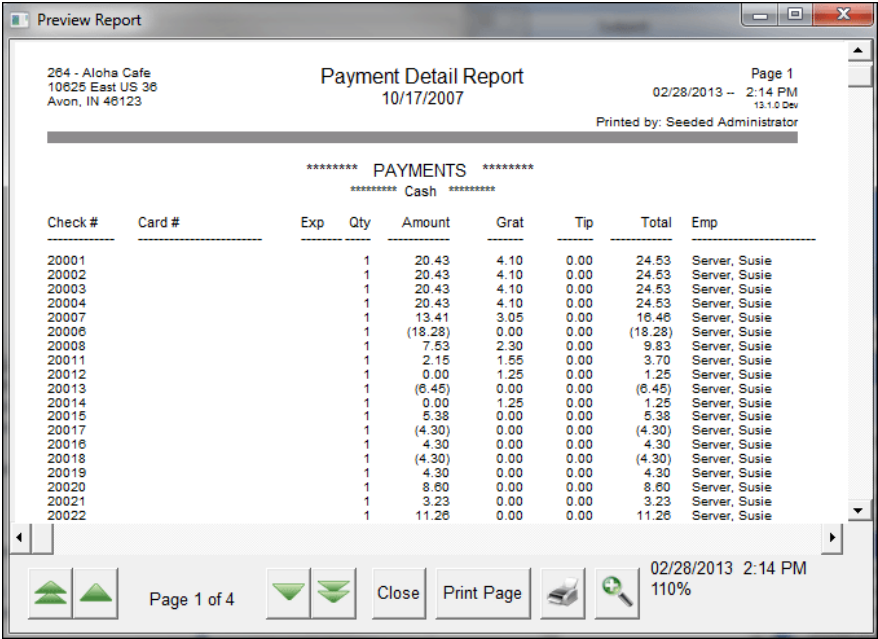 Preview Report
264 - Aloha Cafe
10625 East US 36
Avon, IN 46123
Payment Detail Report
10/17/2007
Page 1
02/28/2013 -- 2:14 PM
13.1.0 Dev
Printed by: Seeded Administrator
******** PAYMENTS ********
********* Cash *********
Check # Card # Exp Qty Amount Grat Tip Total Emp
20001 1 20.43 4.10 0.00 24.53 Server, Susie
20002 1 20.43 4.10 0.00 24.53 Server, Susie
20003 1 20.43 4.10 0.00 24.53 Server, Susie
20004 1 20.43 4.10 0.00 24.53 Server, Susie
20007 1 13.41 3.05 0.00 16.46 Server, Susie
20006 1 (18.28) 0.00 0.00 (18.28) Server, Susie
20008 1 7.53 2.30 0.00 9.83 Server, Susie
20011 1 2.15 1.55 0.00 3.70 Server, Susie
20012 1 0.00 1.25 0.00 1.25 Server, Susie
20013 1 (6.45) 0.00 0.00 (6.45) Server, Susie
20014 1 0.00 1.25 0.00 1.25 Server, Susie
20015 1 5.38 0.00 0.00 5.38 Server, Susie
20017 1 (4.30) 0.00 0.00 (4.30) Server, Susie
20016 1 4.30 0.00 0.00 4.30 Server, Susie
20018 1 (4.30) 0.00 0.00 (4.30) Server, Susie
20019 1 4.30 0.00 0.00 4.30 Server, Susie
20020 1 8.60 0.00 0.00 8.60 Server, Susie
20021 1 3.23 0.00 0.00 3.23 Server, Susie
20022 1 11.26 0.00 0.00 11.26 Server, Susie
Page 1 of 4
Close
Print Page
02/28/2013 2:14 PM
110%